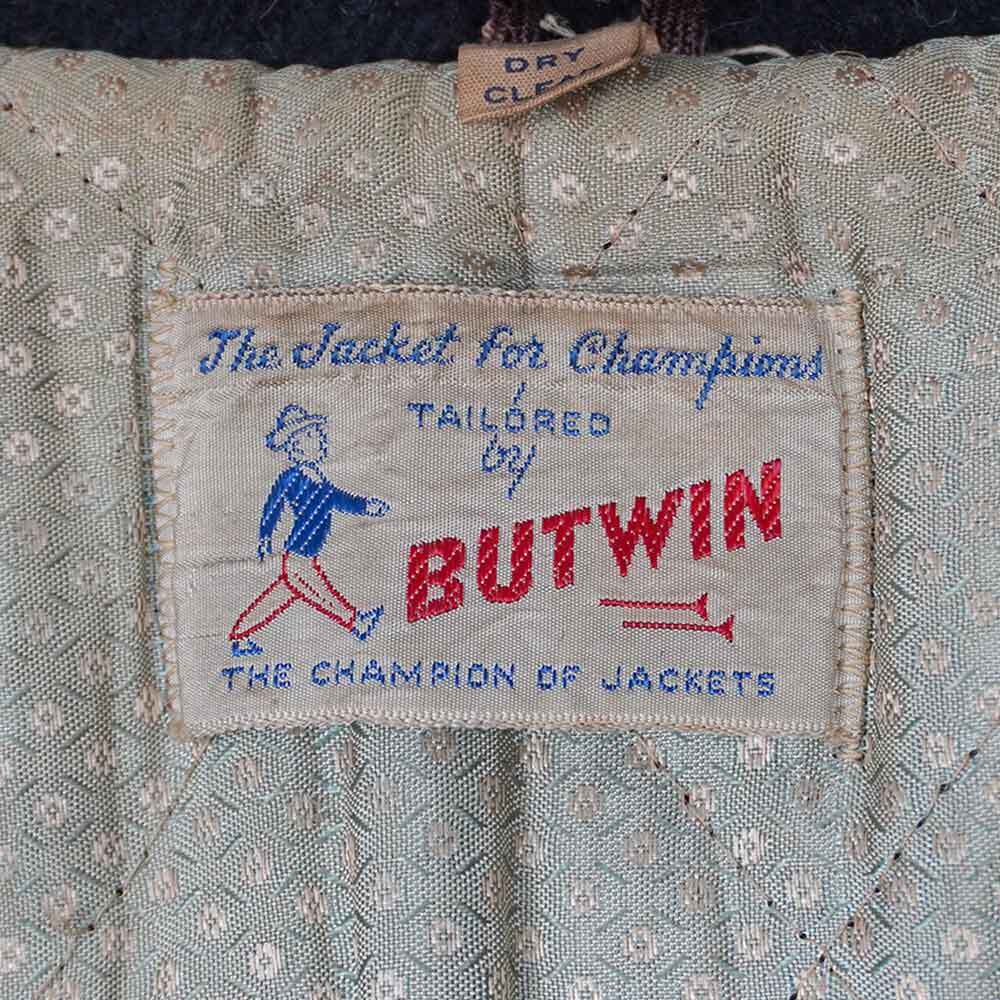 DRY
The Jacket for Champions
TAILORED
by
BUTWIN
THE CHAMPION OF JACKETS